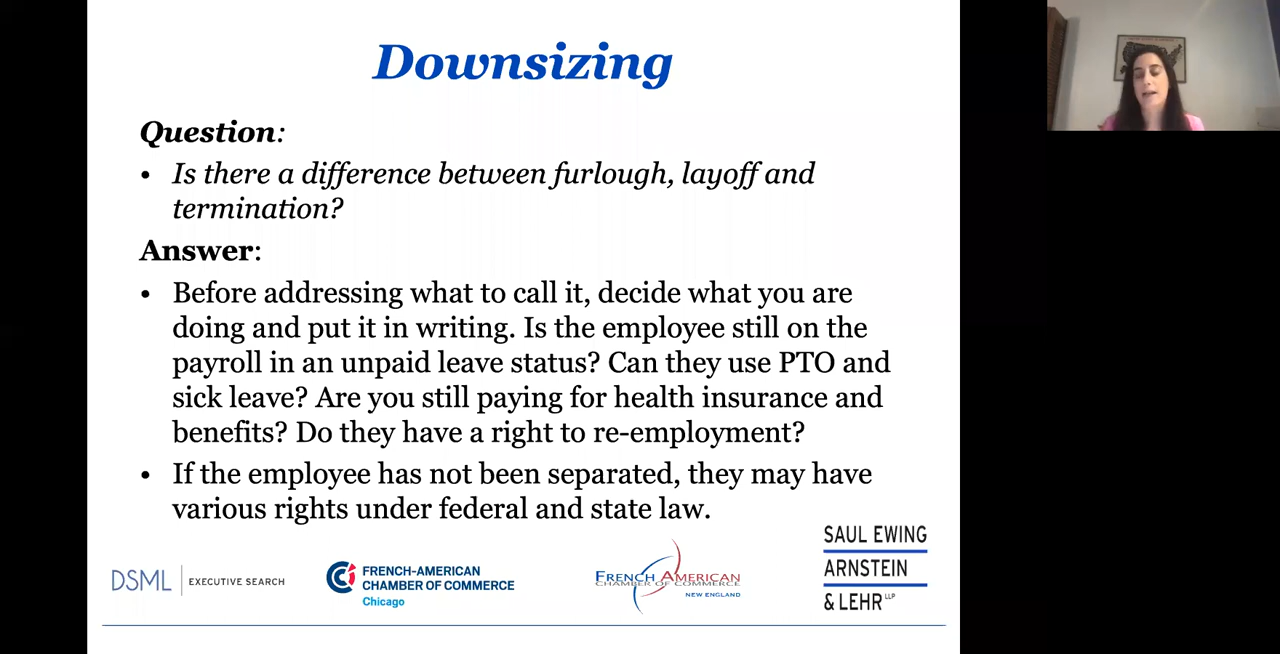 Downsizing
Question:
• Is there a difference between furlough, layoff and
termination?
Answer:
• Before addressing what to call it, decide what you are
doing and put it in writing. Is the employee still on the
payroll in an unpaid leave status? Can they use PTO and
sick leave? Are you still paying for health insurance and
benefits? Do they have a right to re-employment?
• If the employee has not been separated, they may have
various rights under federal and state law.
DSML EXECUTIVE SEARCH
FRENCH-AMERICAN
CHAMBER OF COMMERCE
Chicago
FRENCH AMERICAN
CHAMBER OF COMMERCE
NEW ENGLAND
SAUL EWING
ARNSTEIN
& LEHR LLP